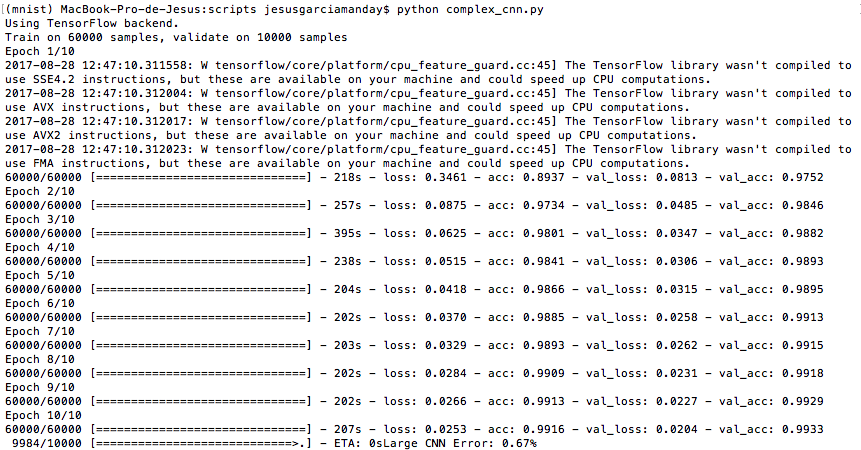 (mnist) MacBook-Pro-de-Jesus:scripts jesusgarciamanday$ python complex_cnn.py
Using TensorFlow backend.
Train on 60000 samples, validate on 10000 samples
Epoch 1/10
2017-08-28 12:47:10.311558: W tensorflow/core/platform/cpu_feature_guard.cc:45] The TensorFlow library wasn't compiled to
use SSE4.2 instructions, but these are available on your machine and could speed up CPU computations.
2017-08-28 12:47:10.312004: W tensorflow/core/platform/cpu_feature_guard.cc:45] The TensorFlow library wasn't compiled to
use AVX instructions, but these are available on your machine and could speed up CPU computations.
2017-08-28 12:47:10.312017: W tensorflow/core/platform/cpu_feature_guard.cc:45] The TensorFlow library wasn't compiled to
use AVX2 instructions, but these are available on your machine and could speed up CPU computations.
2017-08-28 12:47:10.312023: W tensorflow/core/platform/cpu_feature_guard.cc:45] The TensorFlow library wasn't compiled to
use FMA instructions, but these are available on your machine and could speed up CPU computations.
60000/60000 [==============================] - 218s - loss: 0.3461 - acc: 0.8937 - val_loss: 0.0813 - val_acc: 0.9752
Epoch 2/10
60000/60000 [==============================] - 257s - loss: 0.0875 - acc: 0.9734 - val_loss: 0.0485 - val_acc: 0.9846
Epoch 3/10
60000/60000 [==============================] - 395s - loss: 0.0625 - acc: 0.9801 - val_loss: 0.0347 - val_acc: 0.9882
Epoch 4/10
60000/60000 [==============================] - 238s - loss: 0.0515 - acc: 0.9841 - val_loss: 0.0306 - val_acc: 0.9893
Epoch 5/10
60000/60000 [==============================] - 204s - loss: 0.0418 - acc: 0.9866 - val_loss: 0.0315 - val_acc: 0.9895
Epoch 6/10
60000/60000 [==============================] - 202s - loss: 0.0370 - acc: 0.9885 - val_loss: 0.0258 - val_acc: 0.9913
Epoch 7/10
60000/60000 [==============================] - 203s - loss: 0.0329 - acc: 0.9893 - val_loss: 0.0262 - val_acc: 0.9915
Epoch 8/10
60000/60000 [==============================] - 202s - loss: 0.0284 - acc: 0.9909 - val_loss: 0.0231 - val_acc: 0.9918
Epoch 9/10
60000/60000 [==============================] - 202s - loss: 0.0266 - acc: 0.9913 - val_loss: 0.0227 - val_acc: 0.9929
Epoch 10/10
60000/60000 [==============================] - 207s - loss: 0.0253 - acc: 0.9916 - val_loss: 0.0204 - val_acc: 0.9933
9984/10000 [============================>.] - ETA: 0sLarge CNN Error: 0.67%